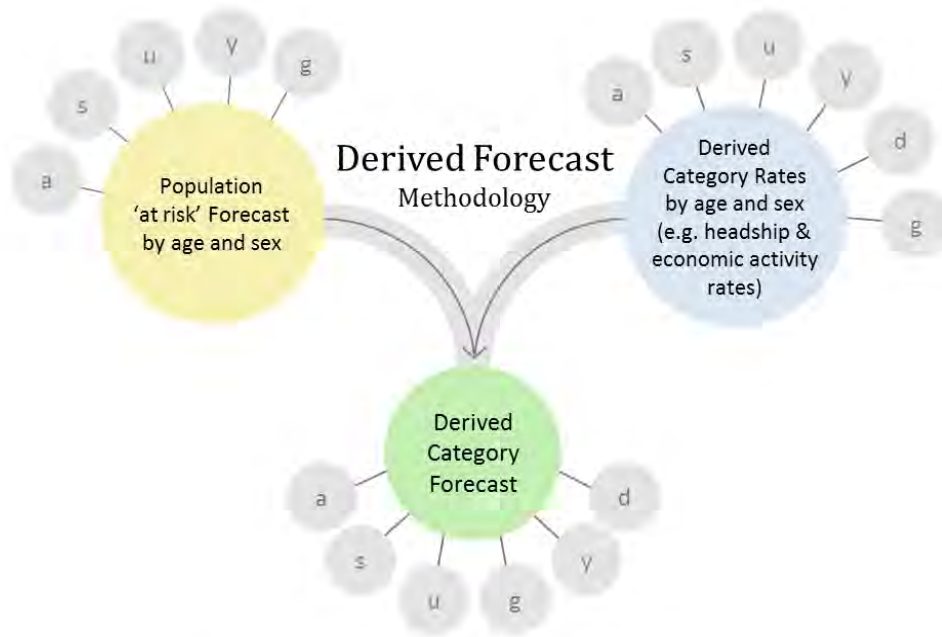 a
s
u
y
g
Population
‘at risk’ Forecast
by age and sex
Derived Forecast
Methodology
a
s
u
y
d
g
Derived
Category Rates
by age and sex
(e.g. headship &
economic activity
rates)
Derived
Category
Forecast
a
s
u
g
y
d